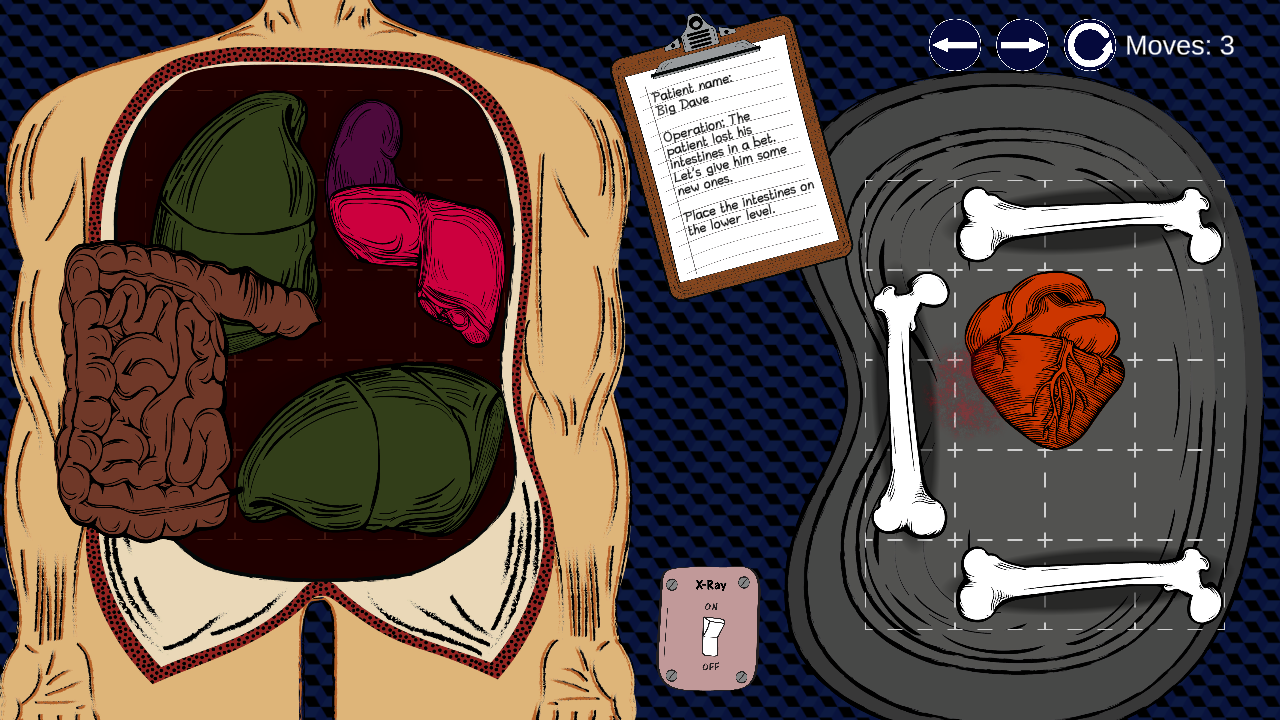 Moves: 3
Patient name:
Big Dave
Operation: The
patient lost his
intestines in a bet.
Let's give him some
new ones.
Place the intestines on
the lower level.
X-Ray
ON
OFF